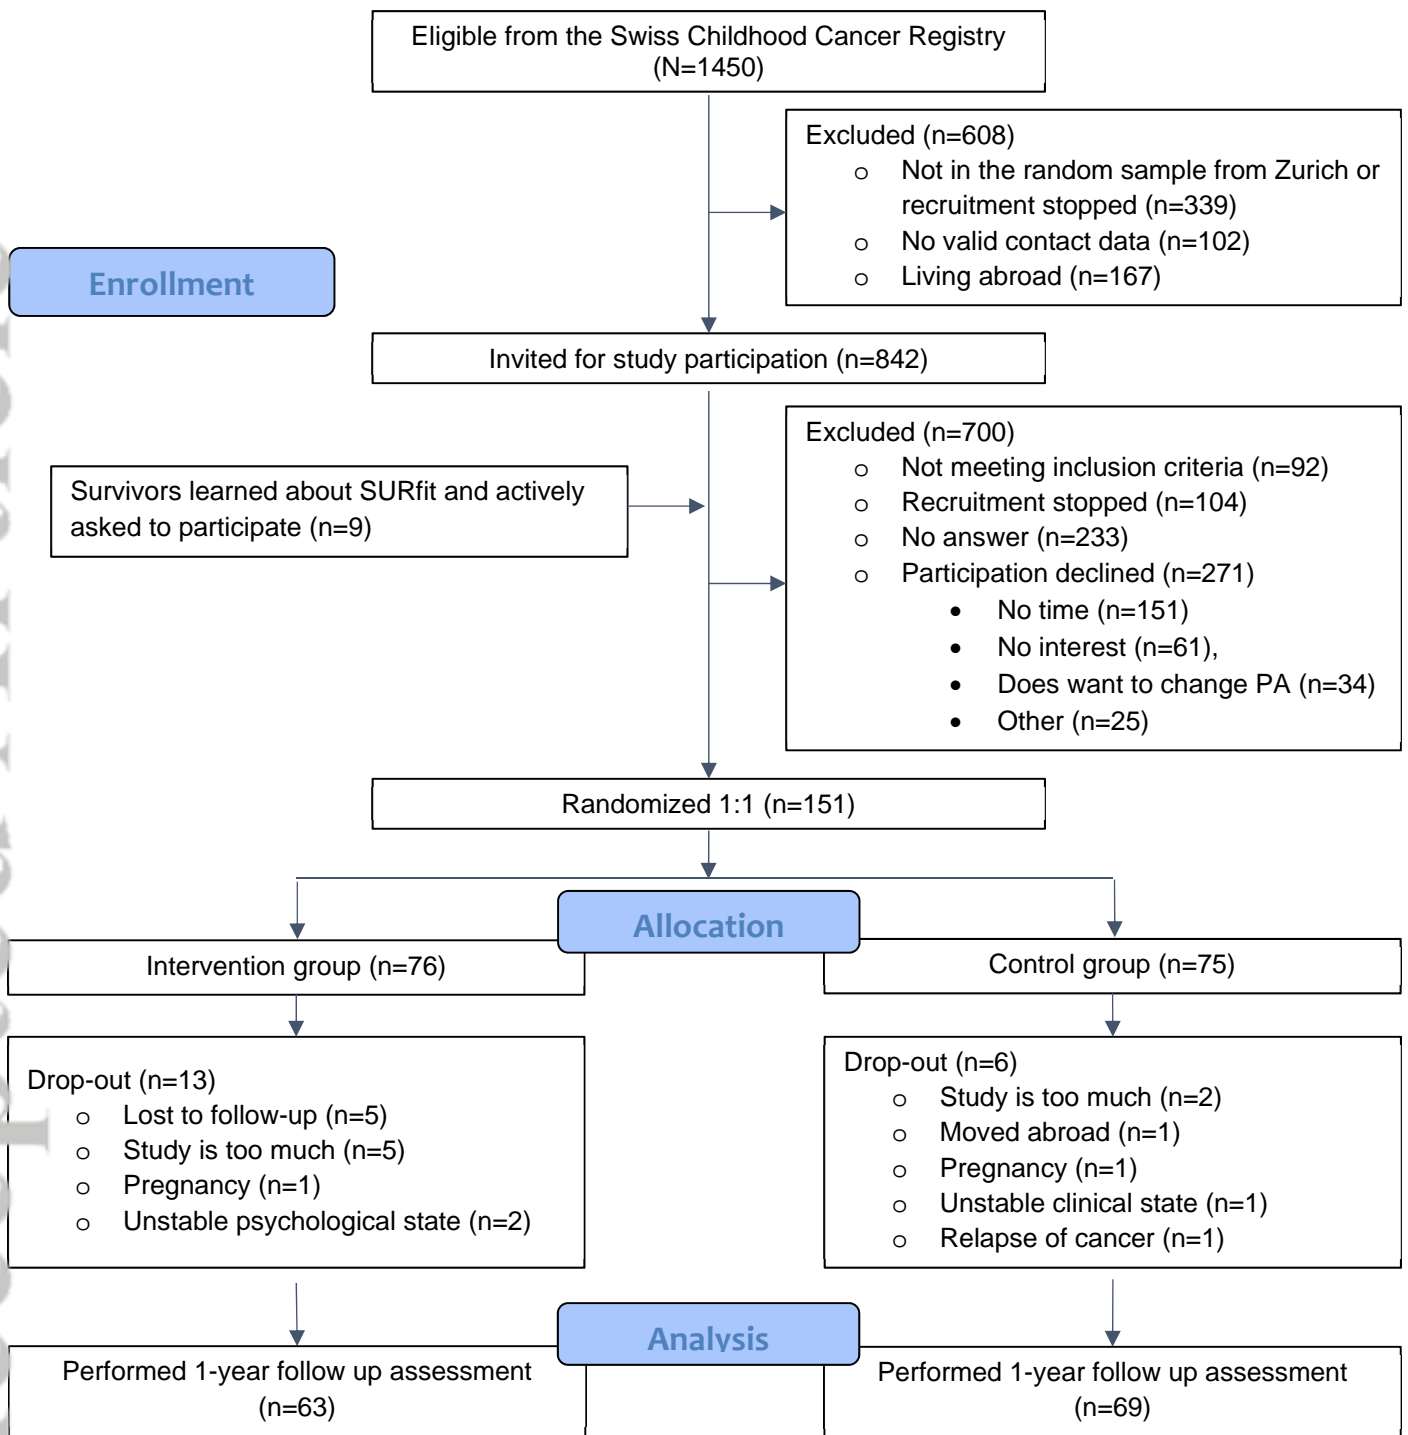 Eligible from the Swiss Childhood Cancer Registry
(N=1450)
Excluded (n=608)
o Not in the random sample from Zurich or
recruitment stopped (n=339)
o No valid contact data (n=102)
o Living abroad (n=167)
Enrollment
Invited for study participation (n=842)
Survivors learned about SURfit and actively
asked to participate (n=9)
Excluded (n=700)
o Not meeting inclusion criteria (n=92)
o Recruitment stopped (n=104)
o No answer (n=233)
o Participation declined (n=271)
• No time (n=151)
• No interest (n=61),
• Does want to change PA (n=34)
• Other (n=25)
Randomized 1:1 (n=151)
Allocation
Intervention group (n=76)
Control group (n=75)
Drop-out (n=13)
o Lost to follow-up (n=5)
o Study is too much (n=5)
o Pregnancy (n=1)
o Unstable psychological state (n=2)
Drop-out (n=6)
o Study is too much (n=2)
o Moved abroad (n=1)
o Pregnancy (n=1)
o Unstable clinical state (n=1)
o Relapse of cancer (n=1)
Analysis
Performed 1-year follow up assessment
(n=63)
Performed 1-year follow up assessment
(n=69)